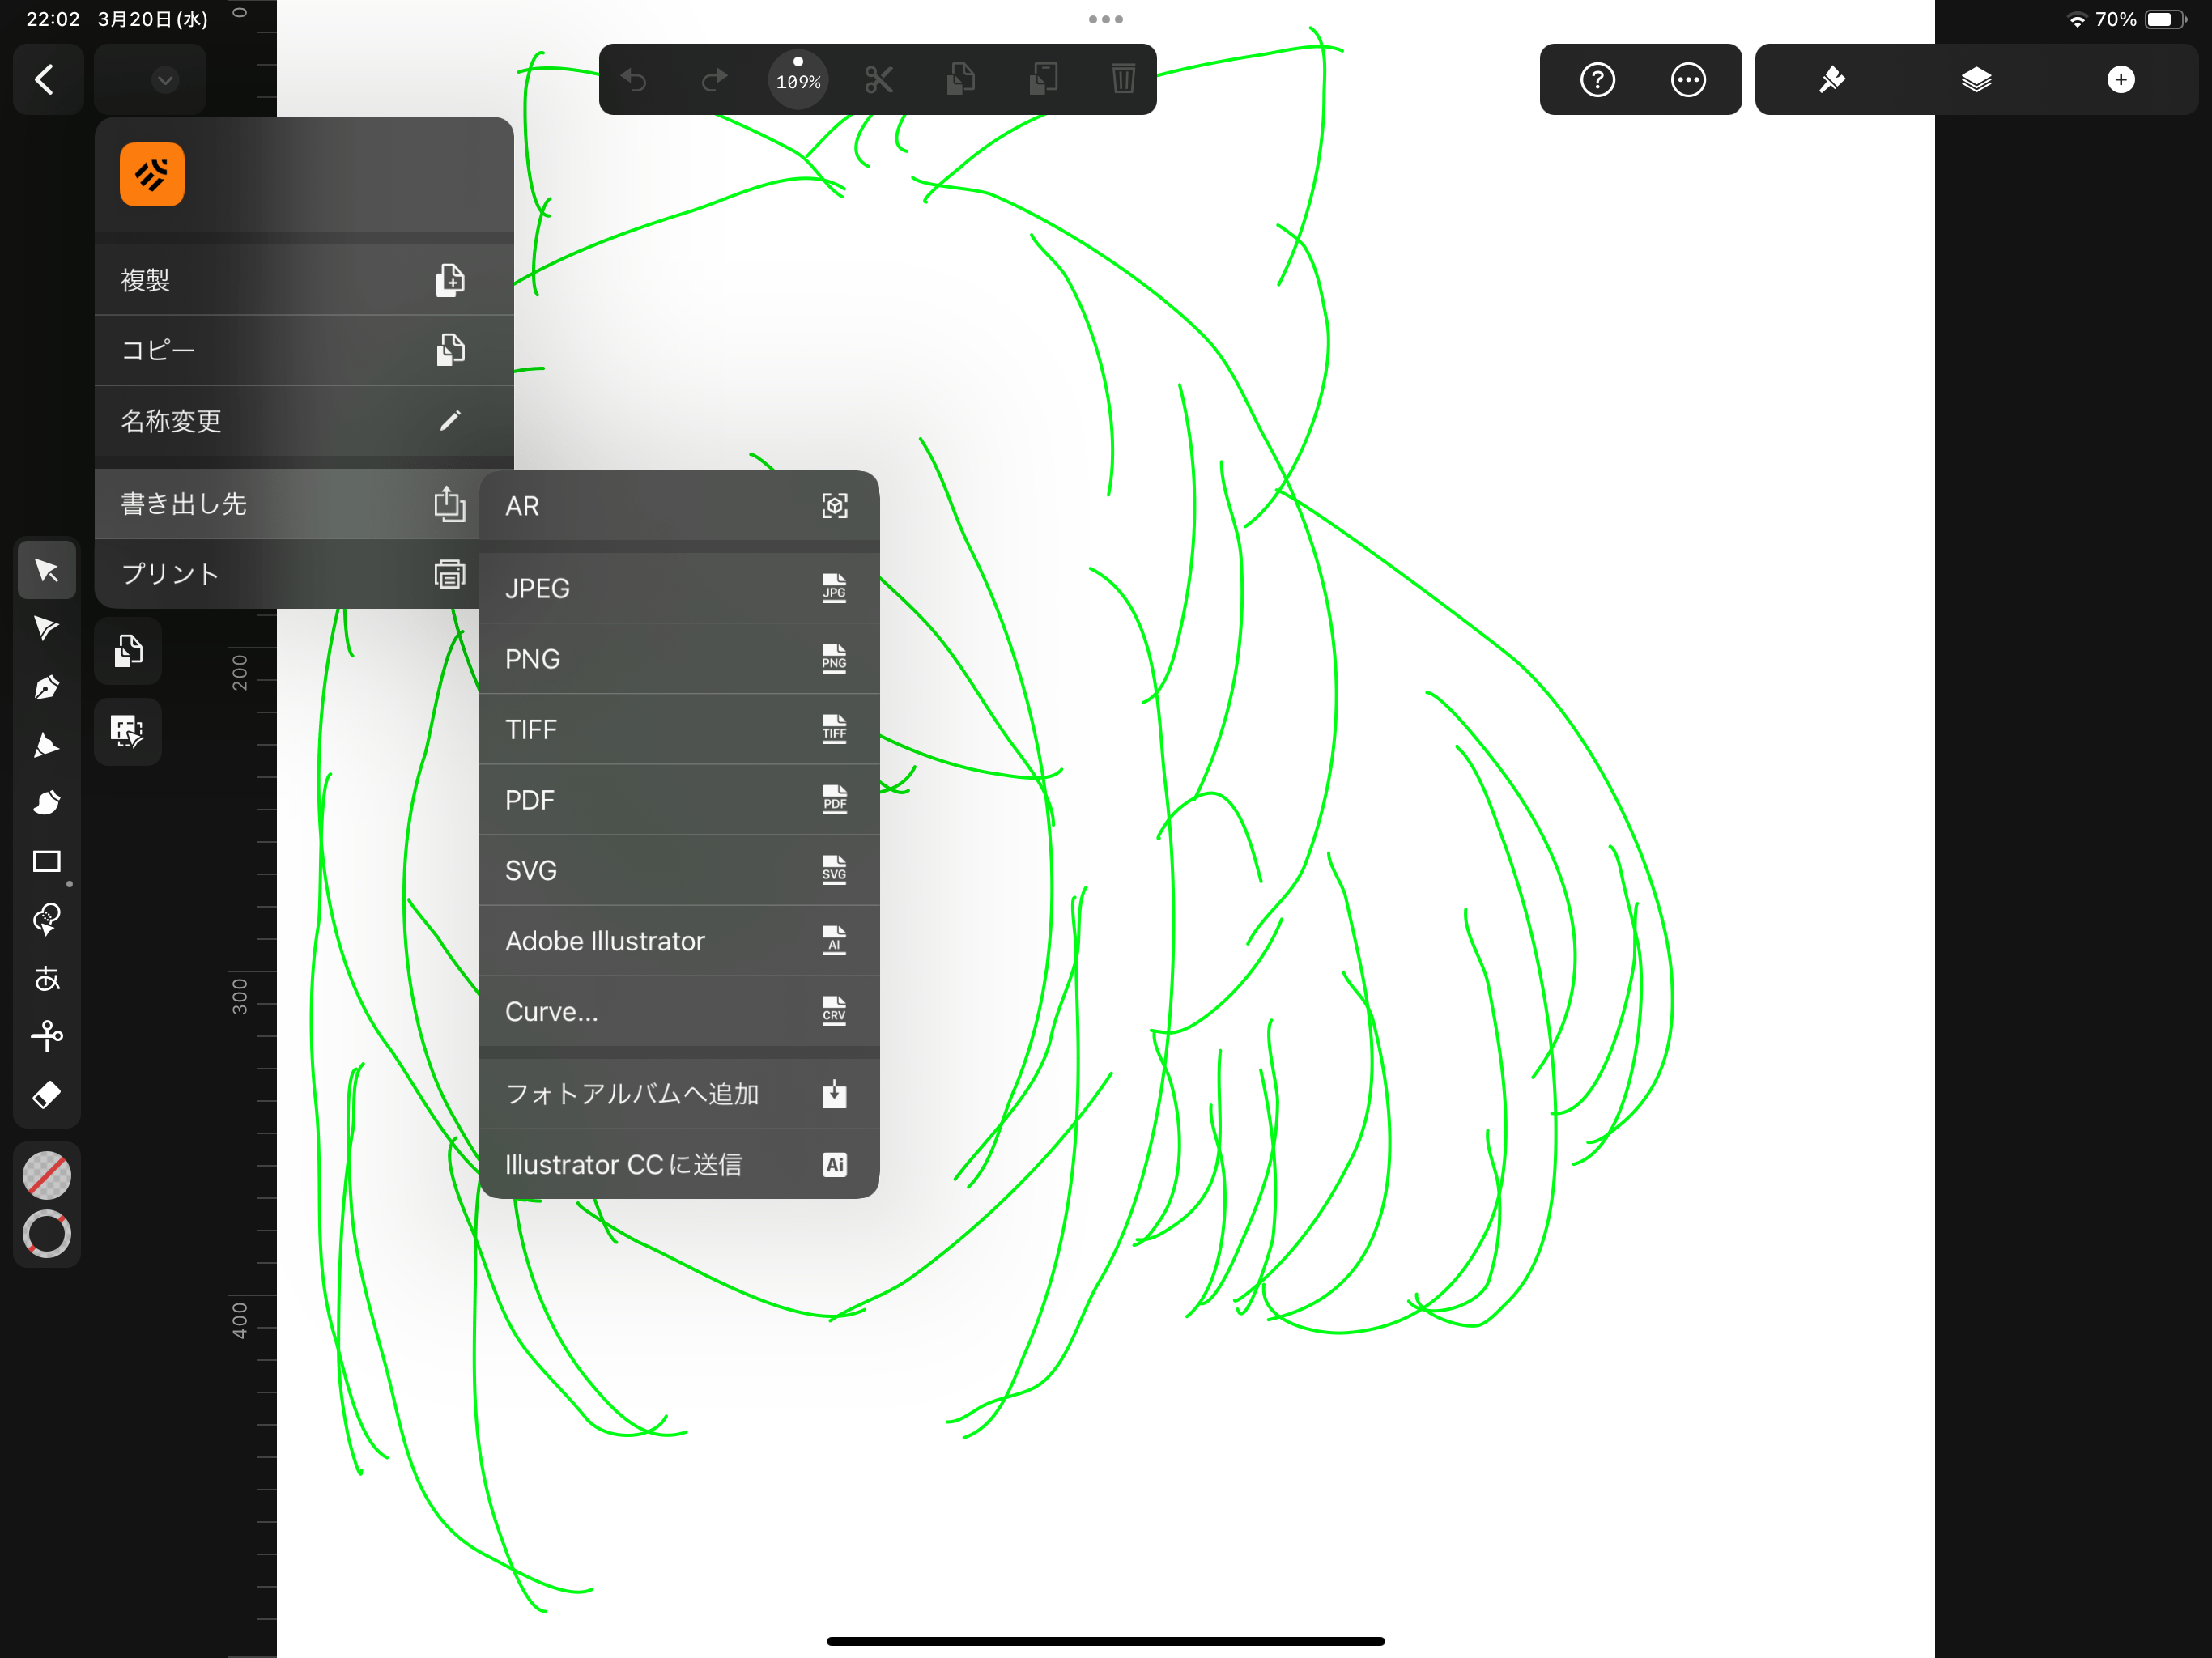 22:02 3月20日(水)
70%
109%
?
複製
コピー
名称変更
書き出し先
プリント
AR
JPEG
JPG
PNG
PNG
TIFF
TIFF
PDF
PDF
SVG
SVG
Adobe Illustrator
AI
Curve...
CRV
フォトアルバムへ追加
Illustrator CCに送信
Ai
あ
0
200
300
400